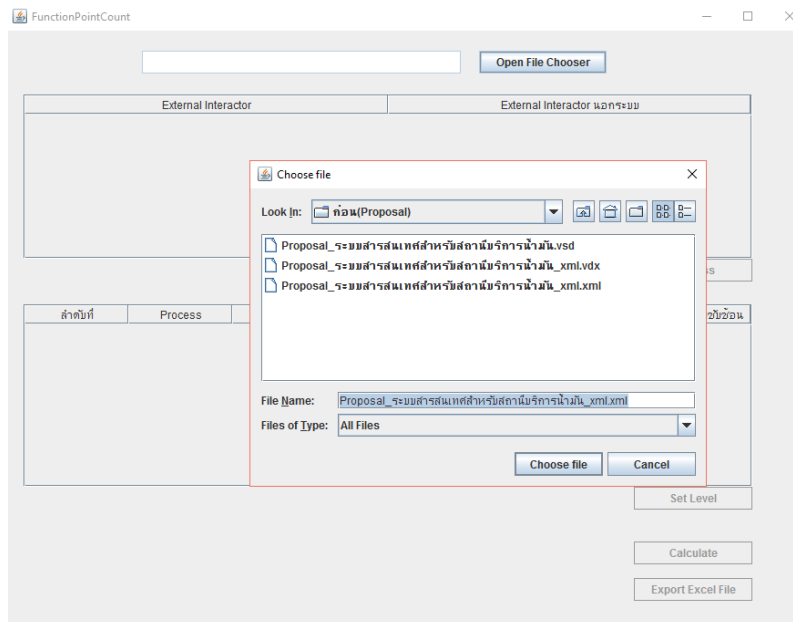 FunctionPointCount
Open File Chooser
External Interactor
External Interactor นอกระบบ
Choose file
Look In:
ก่อน(Proposal)
Proposal_ระบบสารสนเทศสำหรับสถานีบริการน้ำมัน.vsd
Proposal_ระบบสารสนเทศสำหรับสถานีบริการน้ำมัน_xml.vdx
Proposal_ระบบสารสนเทศสำหรับสถานีบริการน้ำมัน_xml.xml
ลำดับที่
Process
ซับซ้อน
File Name:
Proposal_ระบบสารสนเทศสำหรับสถานีบริการน้ำมัน_xml.xml
Files of Type:
All Files
Choose file
Cancel
Set Level
Calculate
Export Excel File